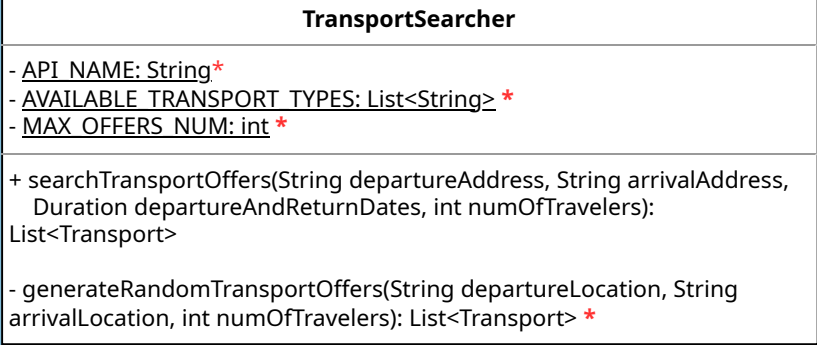 TransportSearcher
- API_NAME: String*
- AVAILABLE_TRANSPORT_TYPES: List<String> *
- MAX_OFFERS_NUM: int *
+ searchTransportOffers(String departureAddress, String arrivalAddress,
Duration departureAndReturnDates, int numOfTravelers):
List<Transport>
- generateRandomTransportOffers(String departureLocation, String
arrivalLocation, int numOfTravelers): List<Transport> *